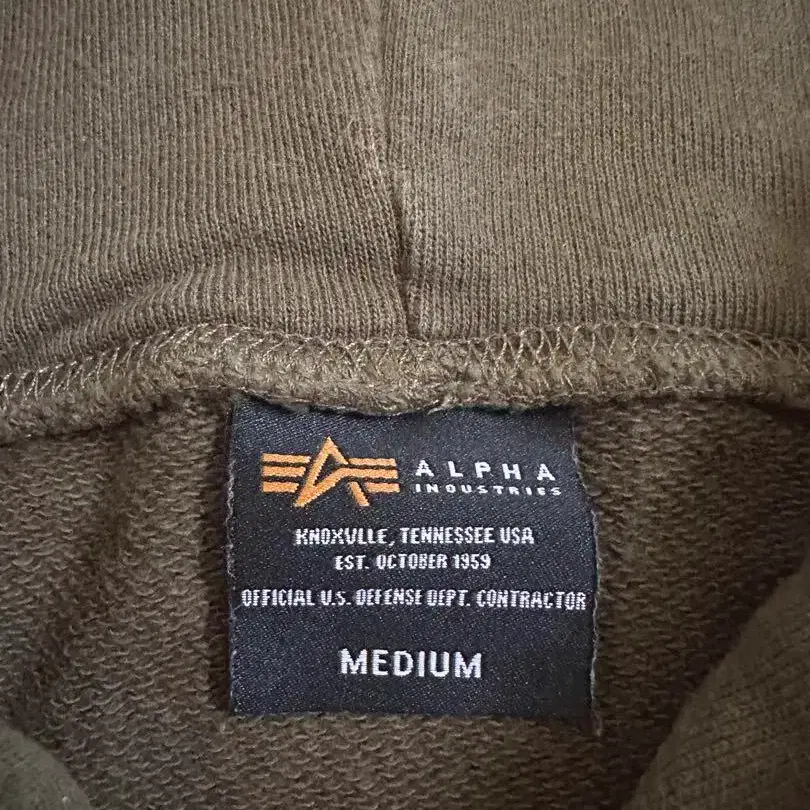 ALPHA
INDUSTRIES
KNOXVLLE, TENNESSEE USA
EST. OCTOBER 1959
OFFICIAL U.S. DEFENSE DEPT. CONTRACTOR
MEDIUM